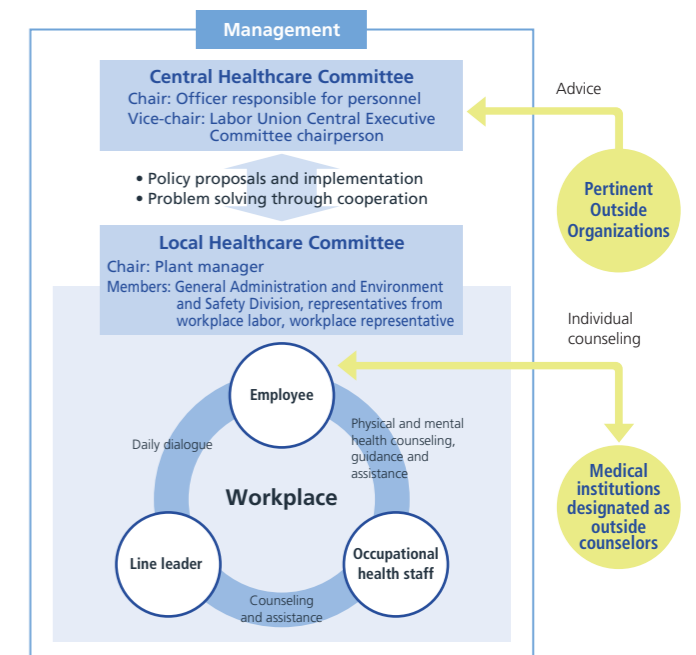 Management
Central Healthcare Committee
Chair: Officer responsible for personnel
Vice-chair: Labor Union Central Executive
Committee chairperson
Advice
• Policy proposals and implementation
• Problem solving through cooperation
Pertinent
Outside
Organizations
Local Healthcare Committee
Chair: Plant manager
Members: General Administration and Environment
and Safety Division, representatives from
workplace labor, workplace representative
Individual
counseling
Employee
Daily dialogue
Physical and mental
health counseling,
guidance and
assistance
Workplace
Medical
institutions
designated as
outside
counselors
Line leader
Occupational
health staff
Counseling
and assistance